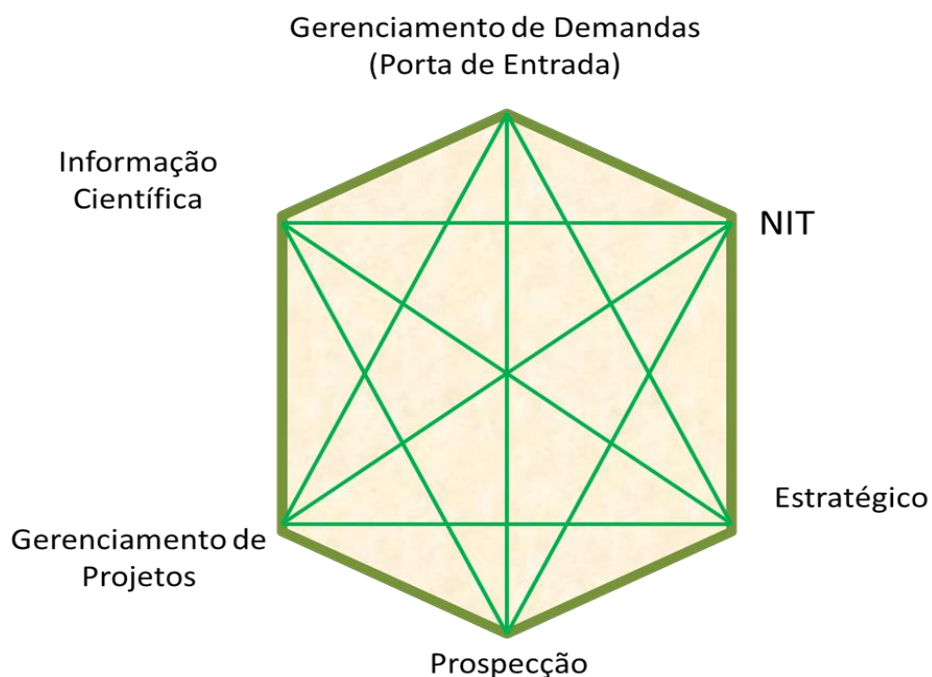 Gerenciamento de Demandas
(Porta de Entrada)
Informação
Científica
NIT
Estratégico
Gerenciamento de
Projetos
Prospecção